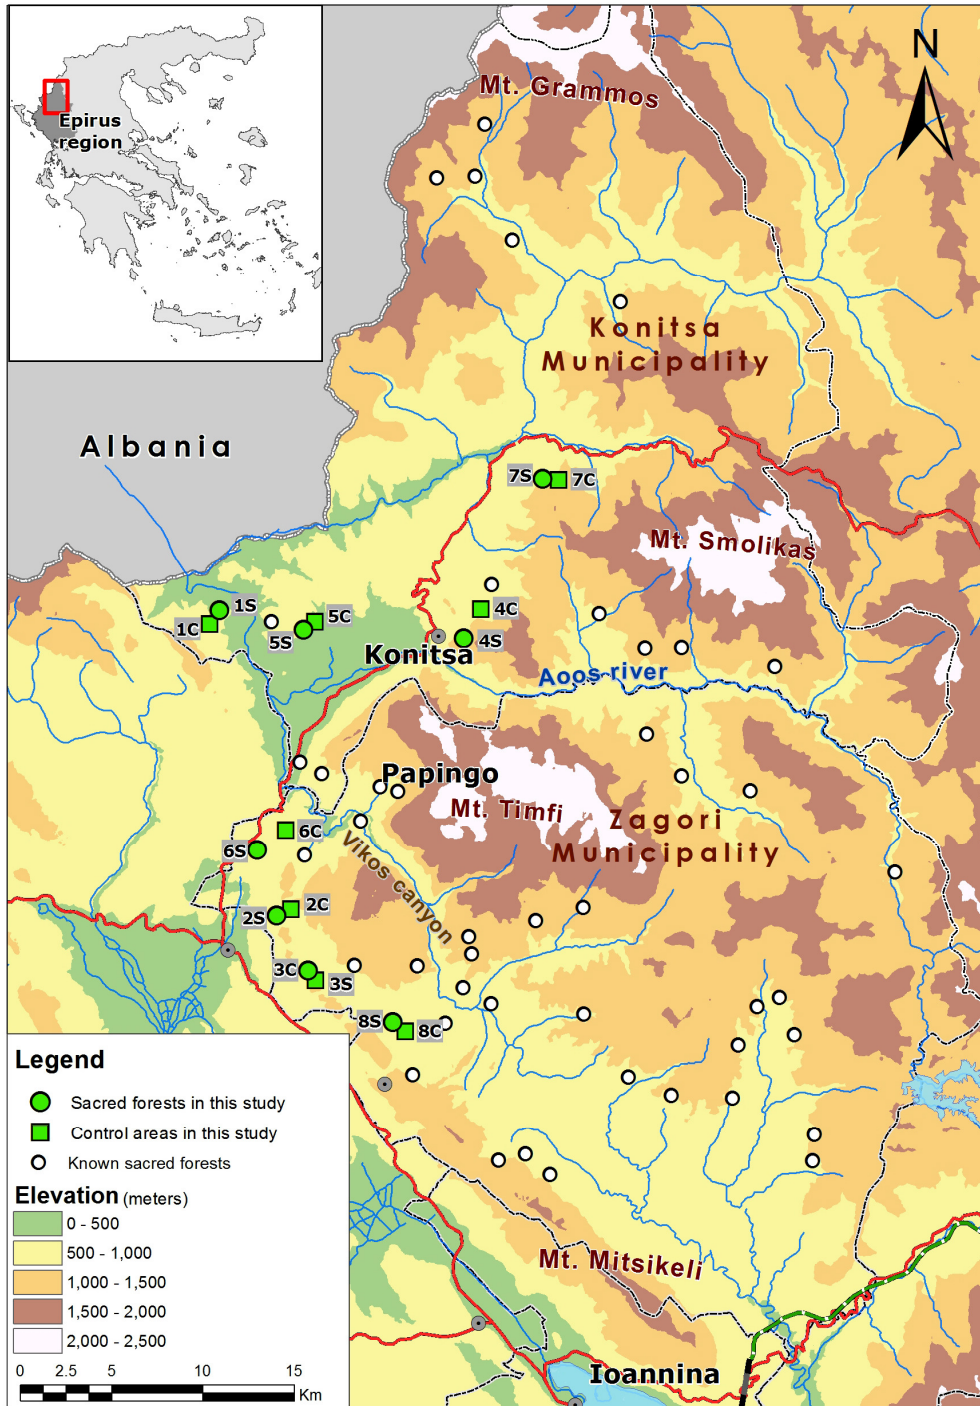 N
Epirus
region
Mt. Grammos
Konitsa
Municipality
Albania
7S
7C
Mt. Smolikas
1S
1C
5C
5S
4C
4S
Konitsa
Aoos river
Papingo
Mt. Timfi
Zagori
Municipality
6C
6S
Vikos canyon
2C
2S
3C
3S
8S
8C
Legend
Sacred forests in this study
Control areas in this study
Known sacred forests
Elevation (meters)
0 - 500
500 - 1,000
1,000 - 1,500
1,500 - 2,000
2,000 - 2,500
0 2.5 5 10 15
Km
Mt. Mitsikeli
Ioannina